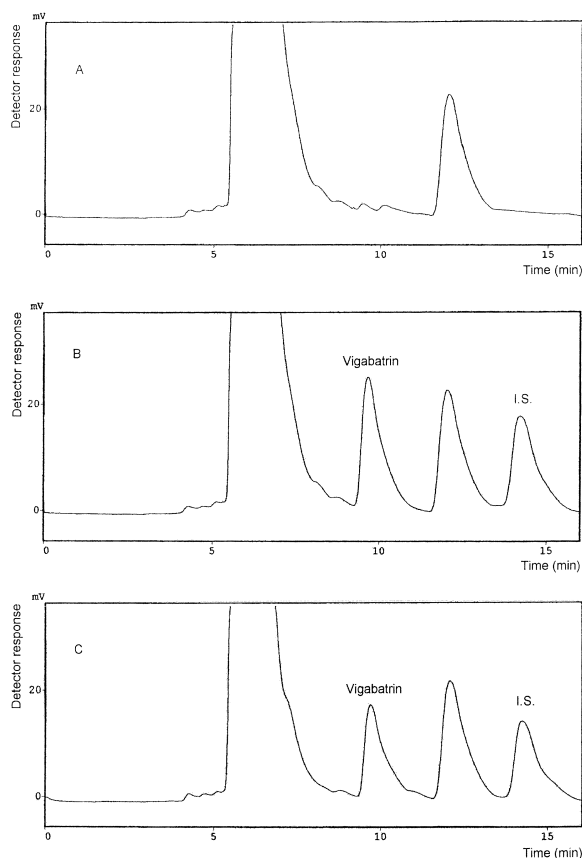 mV
Detector response
A
20
0
0 5 10 15
Time (min)
mV
Detector response
B
Vigabatrin
I.S.
20
0
0 5 10 15
Time (min)
mV
Detector response
C
Vigabatrin
I.S.
20
0
0 5 10 15
Time (min)